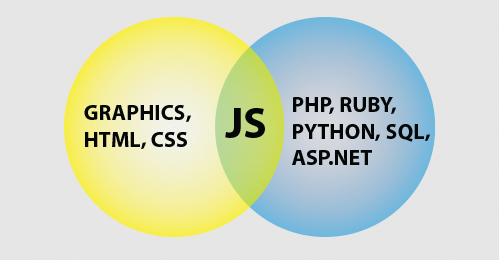 GRAPHICS,
HTML, CSS
JS
PHP, RUBY,
PYTHON, SQL,
ASP.NET